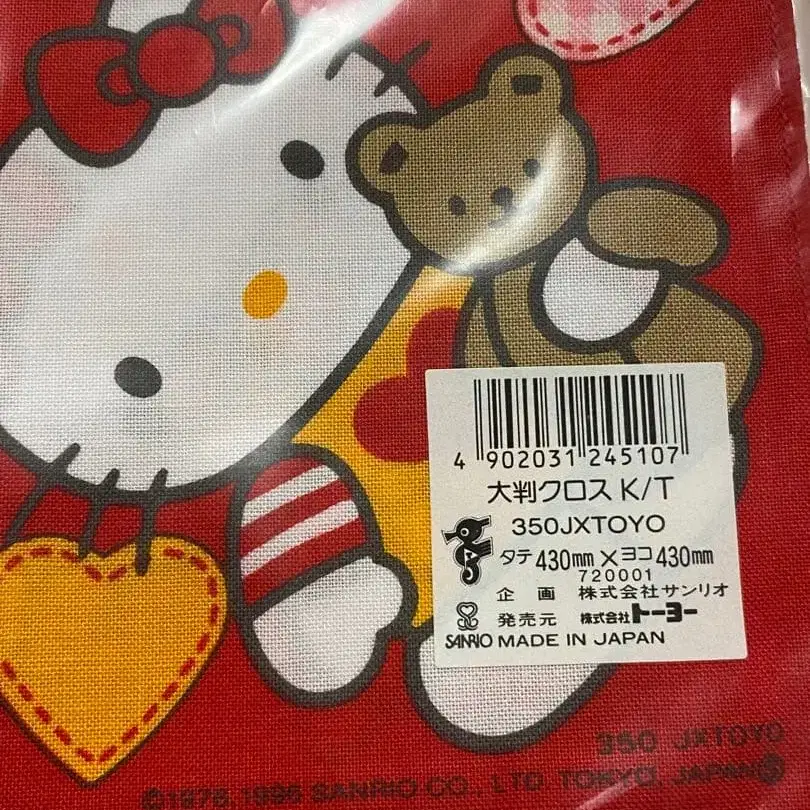 4 902031 245107
大判クロス K/T
350JXTOYO
タテ 430mm × ヨコ 430mm
720001
企 画 株式会社サンリオ
発売元 株式会社トーヨー
SANRIO MADE IN JAPAN
350 JXTOYO
©1976,1996 SANRIO CO., LTD. TOKYO, JAPAN